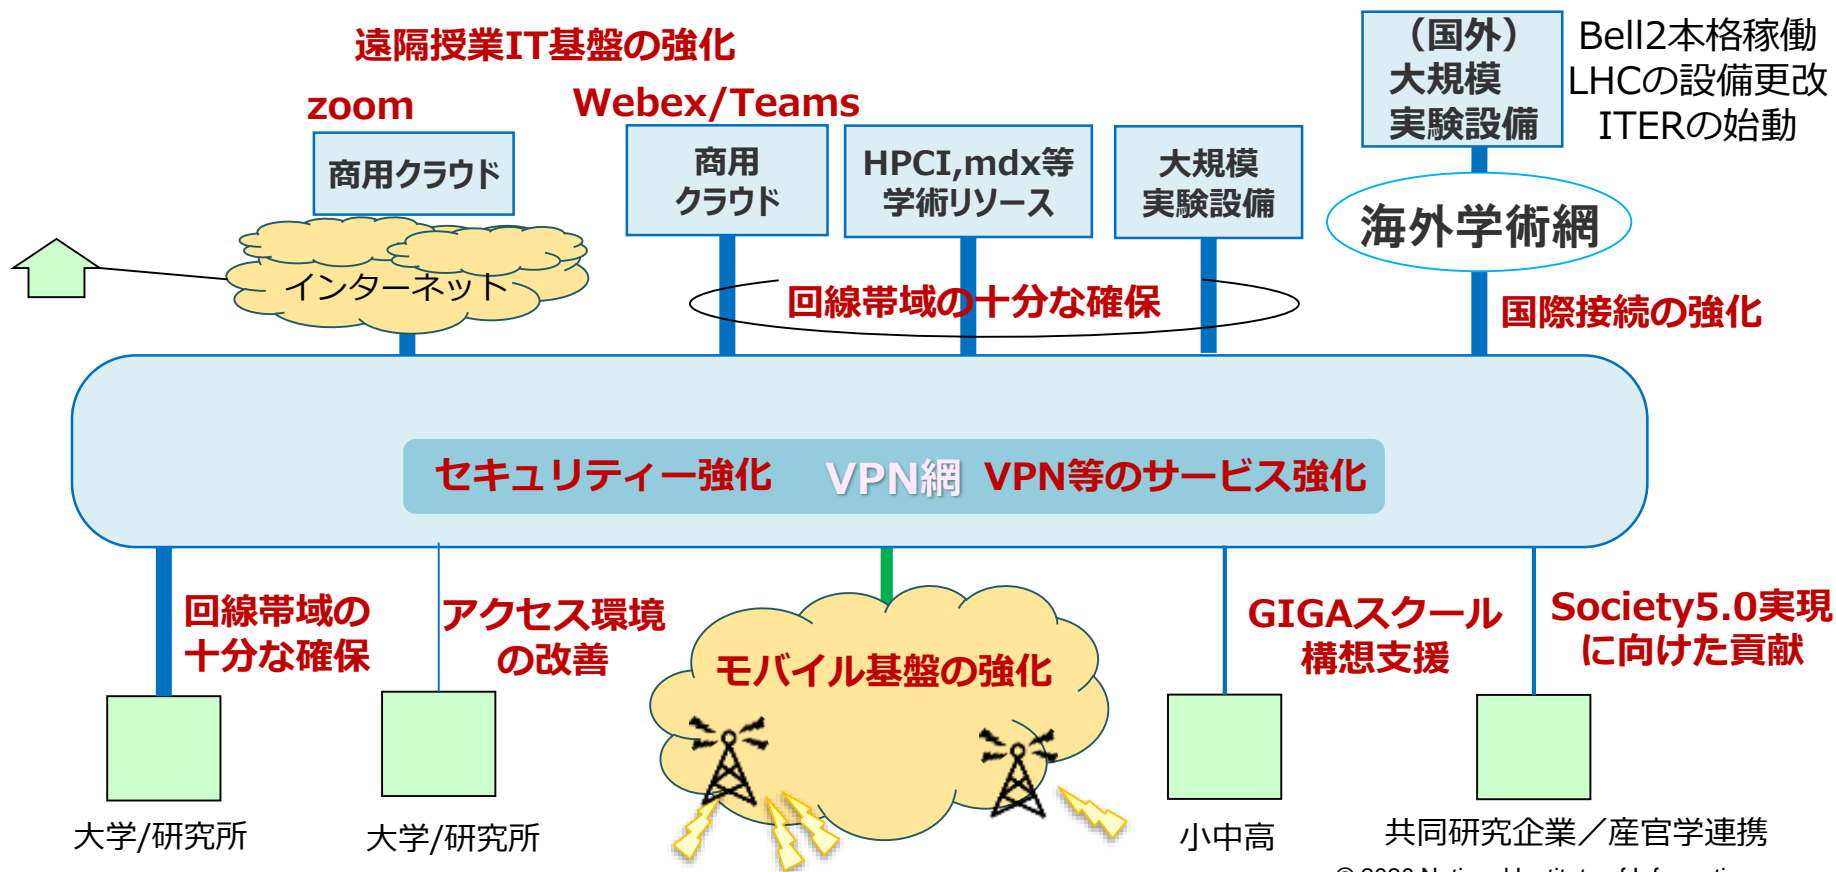 遠隔授業IT基盤の強化
zoom
Webex/Teams
商用クラウド
商用
クラウド
HPCI,mdx等
学術リソース
大規模
実験設備
（国外）
大規模
実験設備
Bell2本格稼働
LHCの設備更改
ITERの始動
海外学術網
インターネット
回線帯域の十分な確保
国際接続の強化
セキュリティー強化
VPN網
VPN等のサービス強化
回線帯域の
十分な確保
アクセス環境
の改善
モバイル基盤の強化
GIGAスクール
構想支援
Society5.0実現
に向けた貢献
大学/研究所
大学/研究所
小中高
共同研究企業／産官学連携